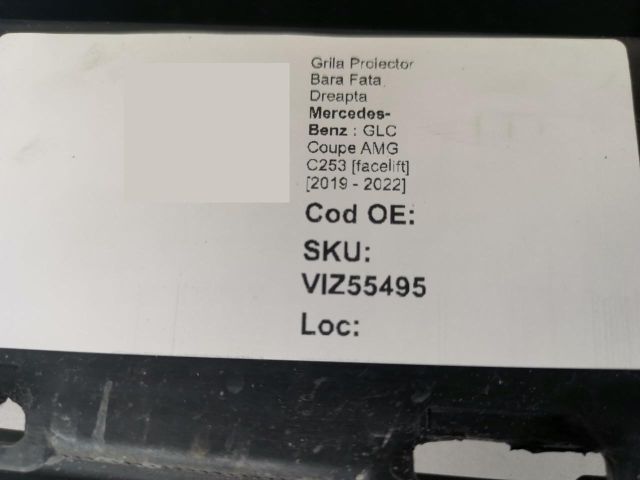 Grila Proiector
Bara Fata
Dreapta
Mercedes-
Benz : GLC
Coupe AMG
C253 [facelift]
[2019 - 2022]
Cod OE:
SKU:
VIZ55495
Loc: